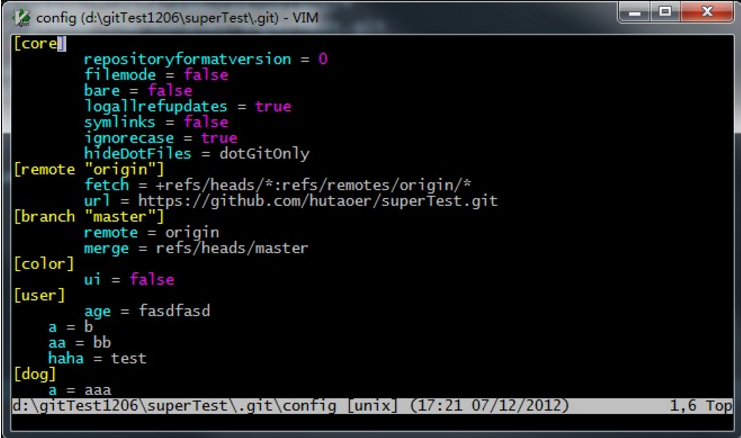 config (d:\gitTest1206\superTest\.git) - VIM
[core]
repositoryformatversion = 0
filemode = false
bare = false
logallrefupdates = true
symlinks = false
ignorecase = true
hideDotFiles = dotGitOnly
[remote "origin"]
fetch = +refs/heads/*:refs/remotes/origin/*
url = https://github.com/hutaoer/superTest.git
[branch "master"]
remote = origin
merge = refs/heads/master
[color]
ui = false
[user]
age = fasdfasd
a = b
aa = bb
haha = test
[dog]
a = aaa
d:\gitTest1206\superTest\.git\config [unix] (17:21 07/12/2012) 1,6 Top